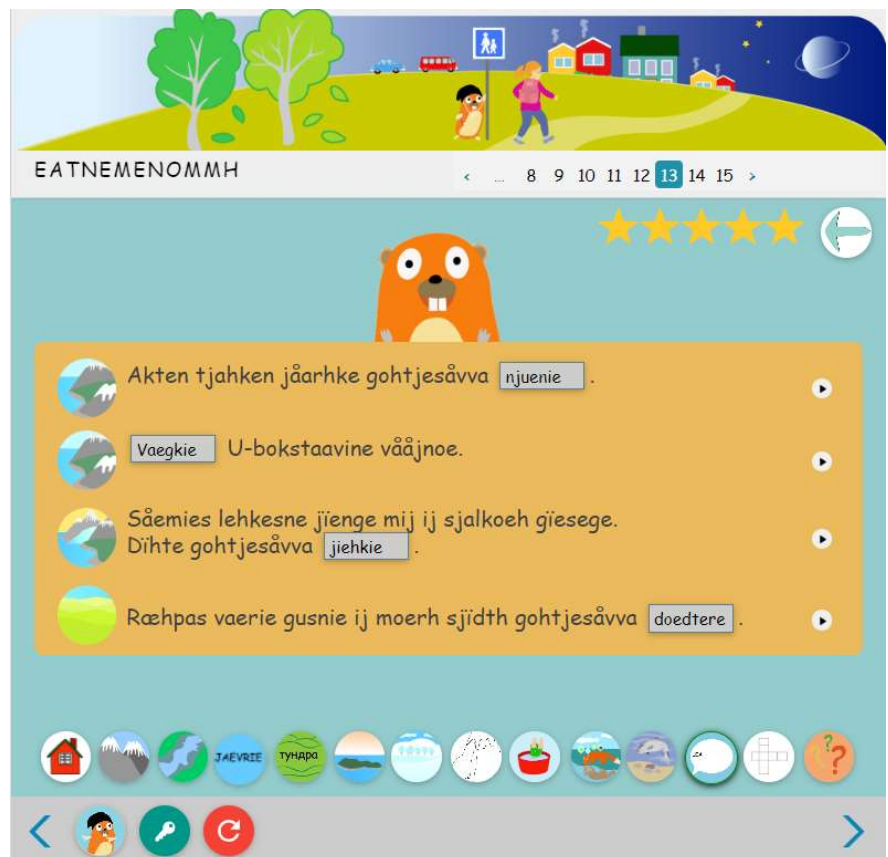 EATNEMENOMMH
< ... 8 9 10 11 12 13 14 15 >
Akten tjahken jåarhke gohtjesåvva njuenie .
Vaegkie U-bokstaavine vååjnoe.
Såemies lehkesne jïenge mij ij sjalkoeh gïesege.
Dïhte gohtjesåvva jiehkie .
Ræhpas vaerie gusnie ij moerh sjïdth gohtjesåvva doedtere .
JAEVRIE ТУНДРА
? ? ?